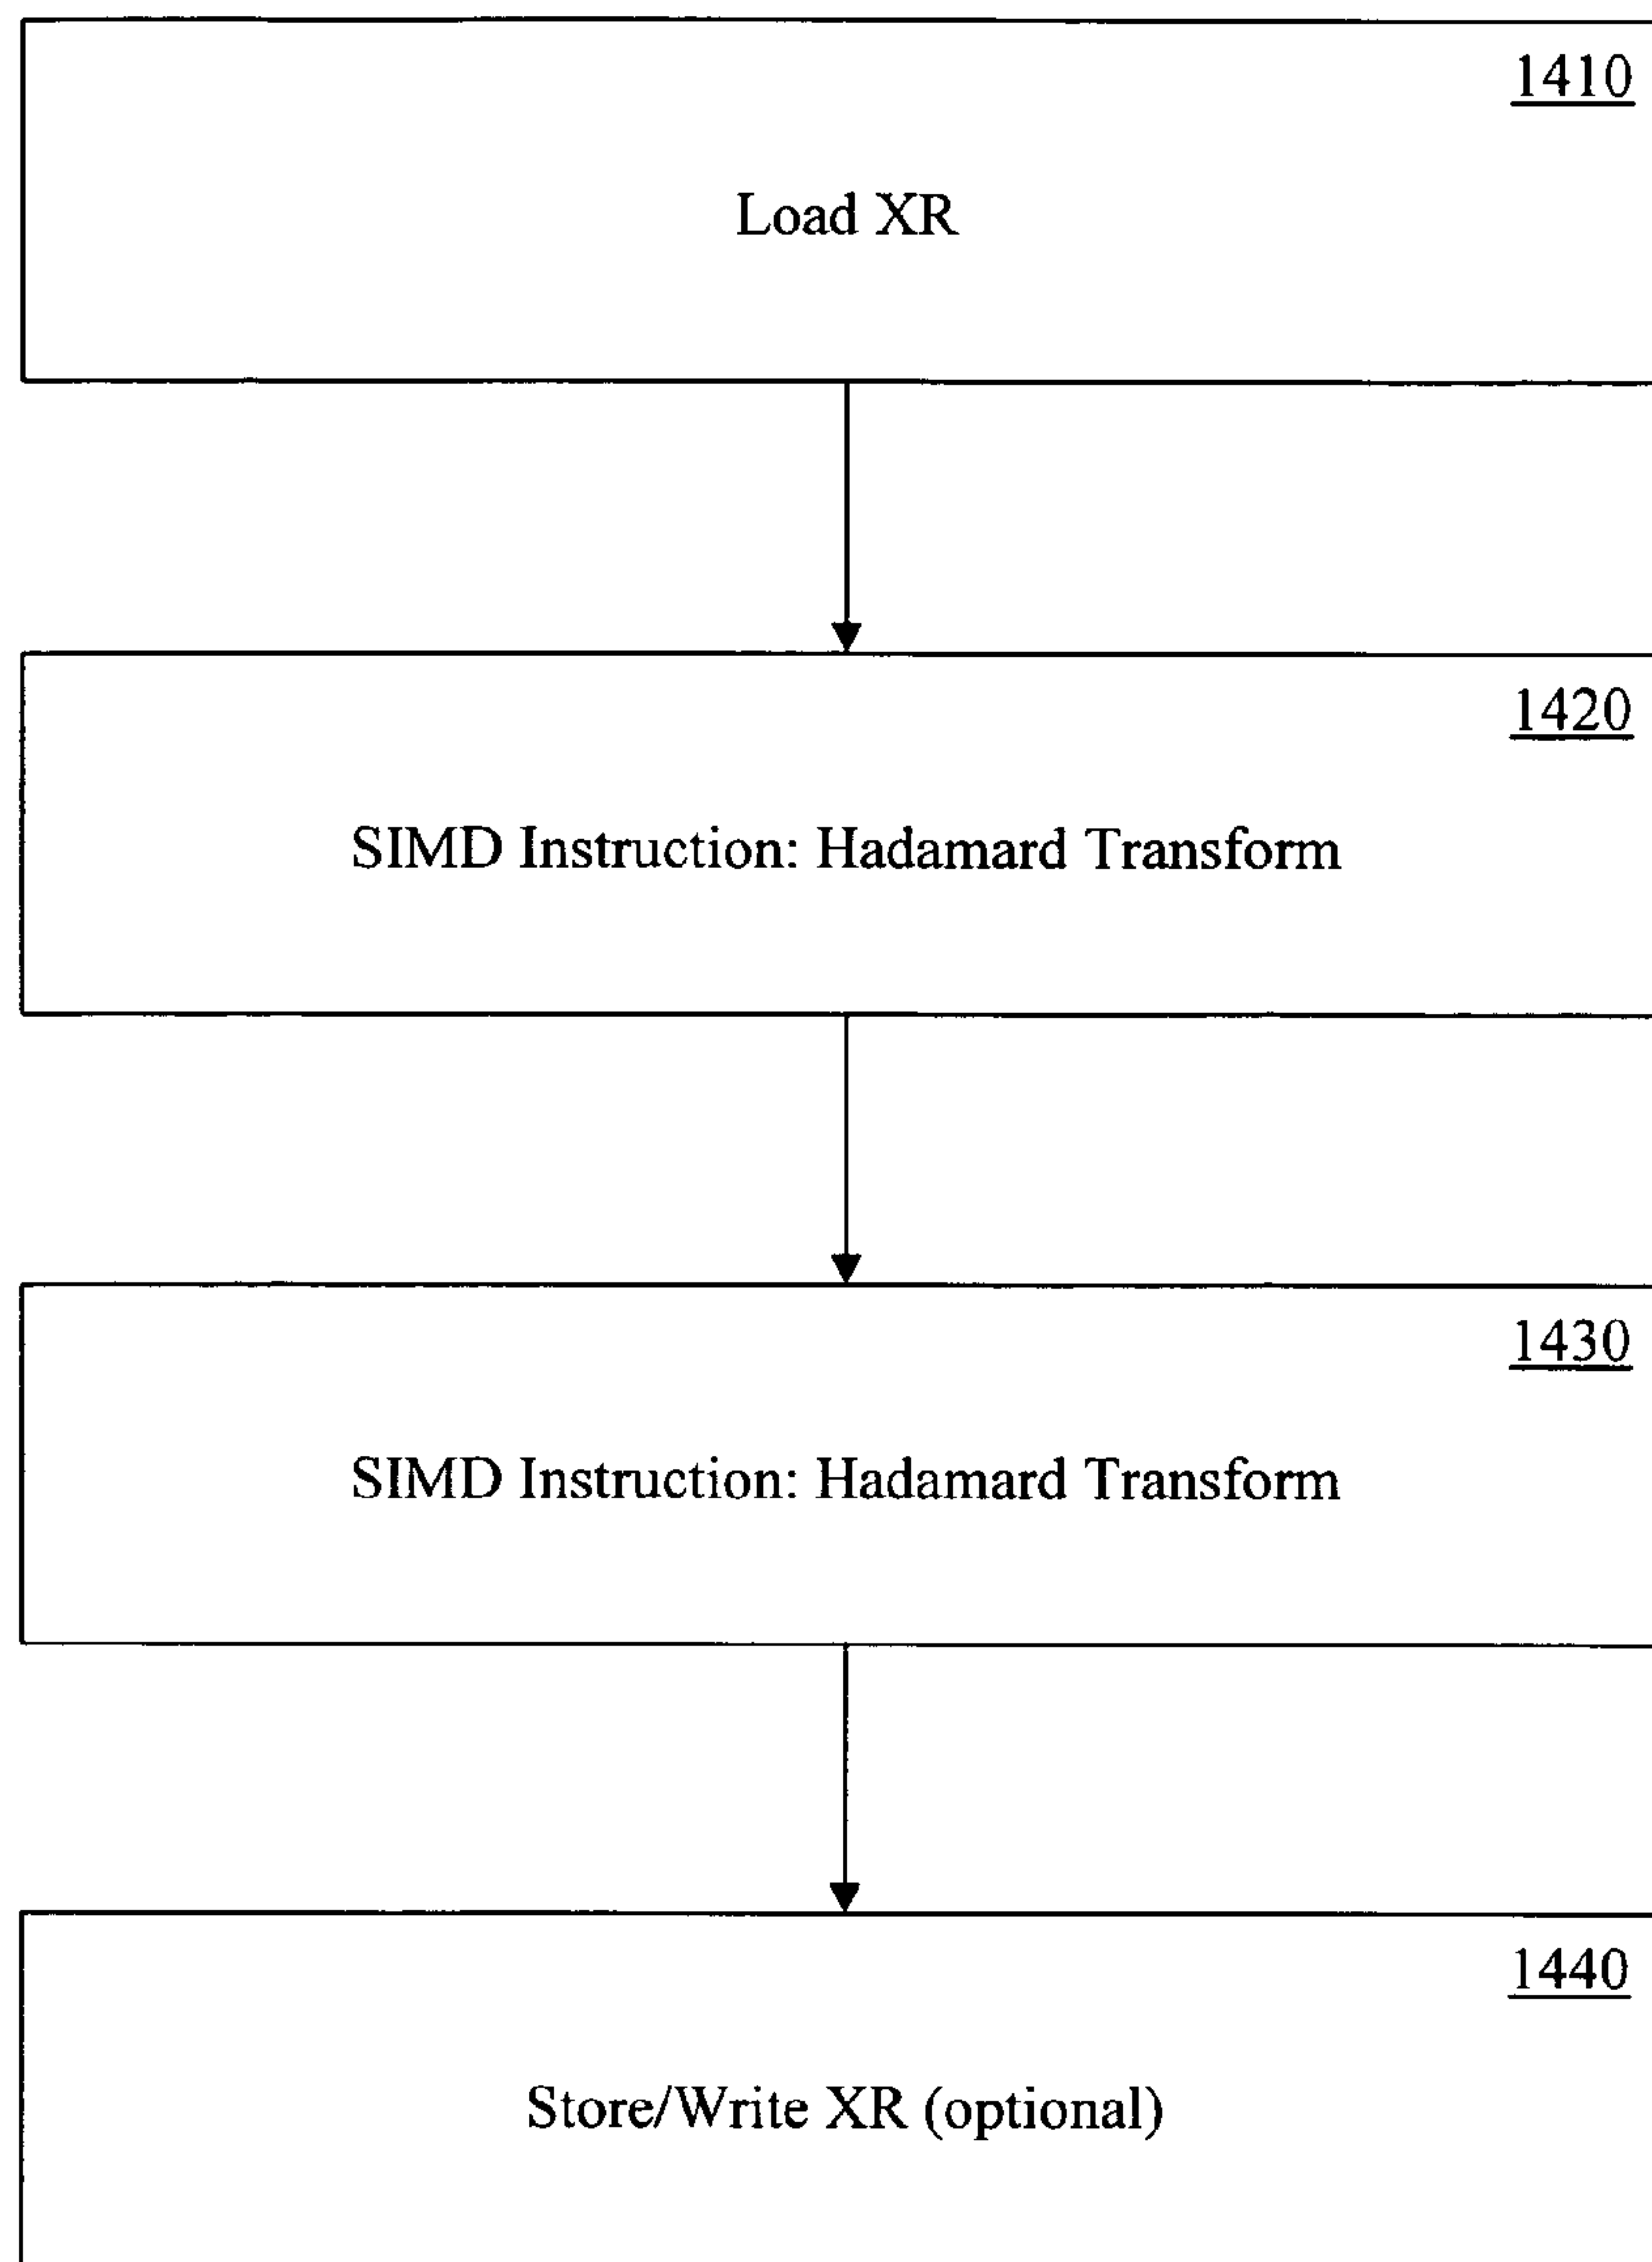 1410
Load XR
1420
SIMD Instruction: Hadamard Transform
1430
SIMD Instruction: Hadamard Transform
1440
Store/Write XR (optional)